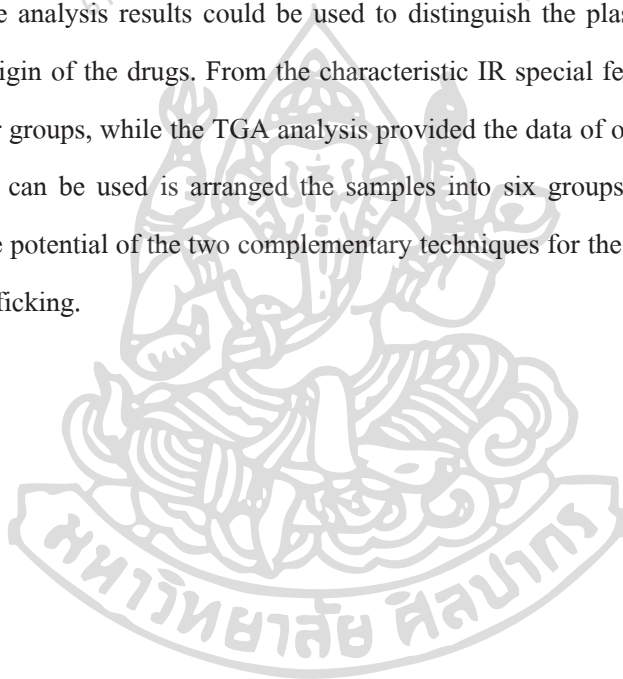 e analysis results could be used to distinguish the plas
igin of the drugs. From the characteristic IR special fe
r groups, while the TGA analysis provided the data of o
can be used is arranged the samples into six groups
e potential of the two complementary techniques for the
ficking.
มหาวิทยาลัย ศิลปากร